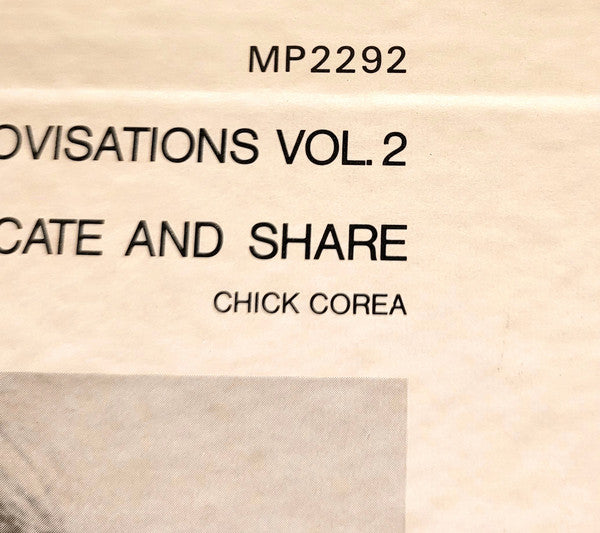 MP2292
OVISATIONS VOL. 2
CATE AND SHARE
CHICK COREA